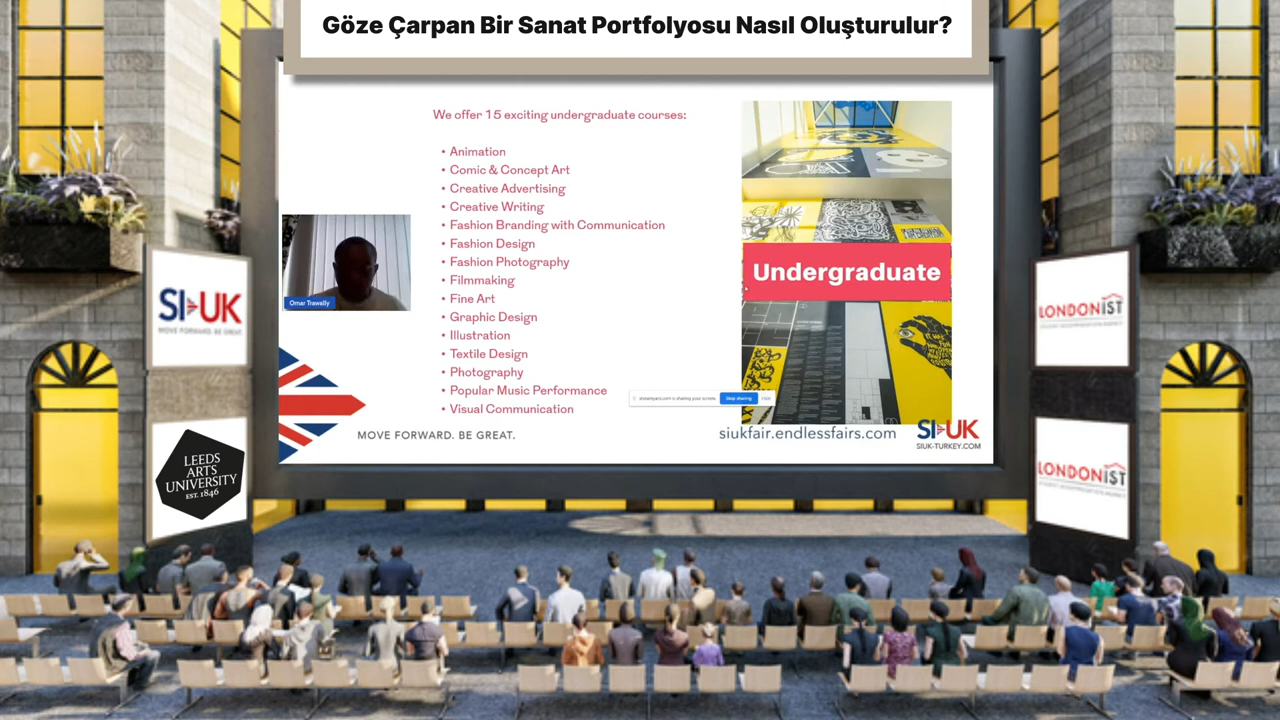 Göze Çarpan Bir Sanat Portfolyosu Nasıl Oluşturulur?
We offer 15 exciting undergraduate courses:
• Animation
• Comic & Concept Art
• Creative Advertising
• Creative Writing
• Fashion Branding with Communication
• Fashion Design
• Fashion Photography
• Filmmaking
• Fine Art
• Graphic Design
• Illustration
• Textile Design
• Photography
• Popular Music Performance
• Visual Communication
Undergraduate
Omar Trawally
Stop sharing
MOVE FORWARD. BE GREAT.
siukfair.endlessfairs.com
SI-UK
SIUK-TURKEY.COM
SI-UK
MOVE FORWARD. BE GREAT.
LEEDS
ARTS
UNIVERSITY
EST. 1846
LONDONIST
LONDONIST